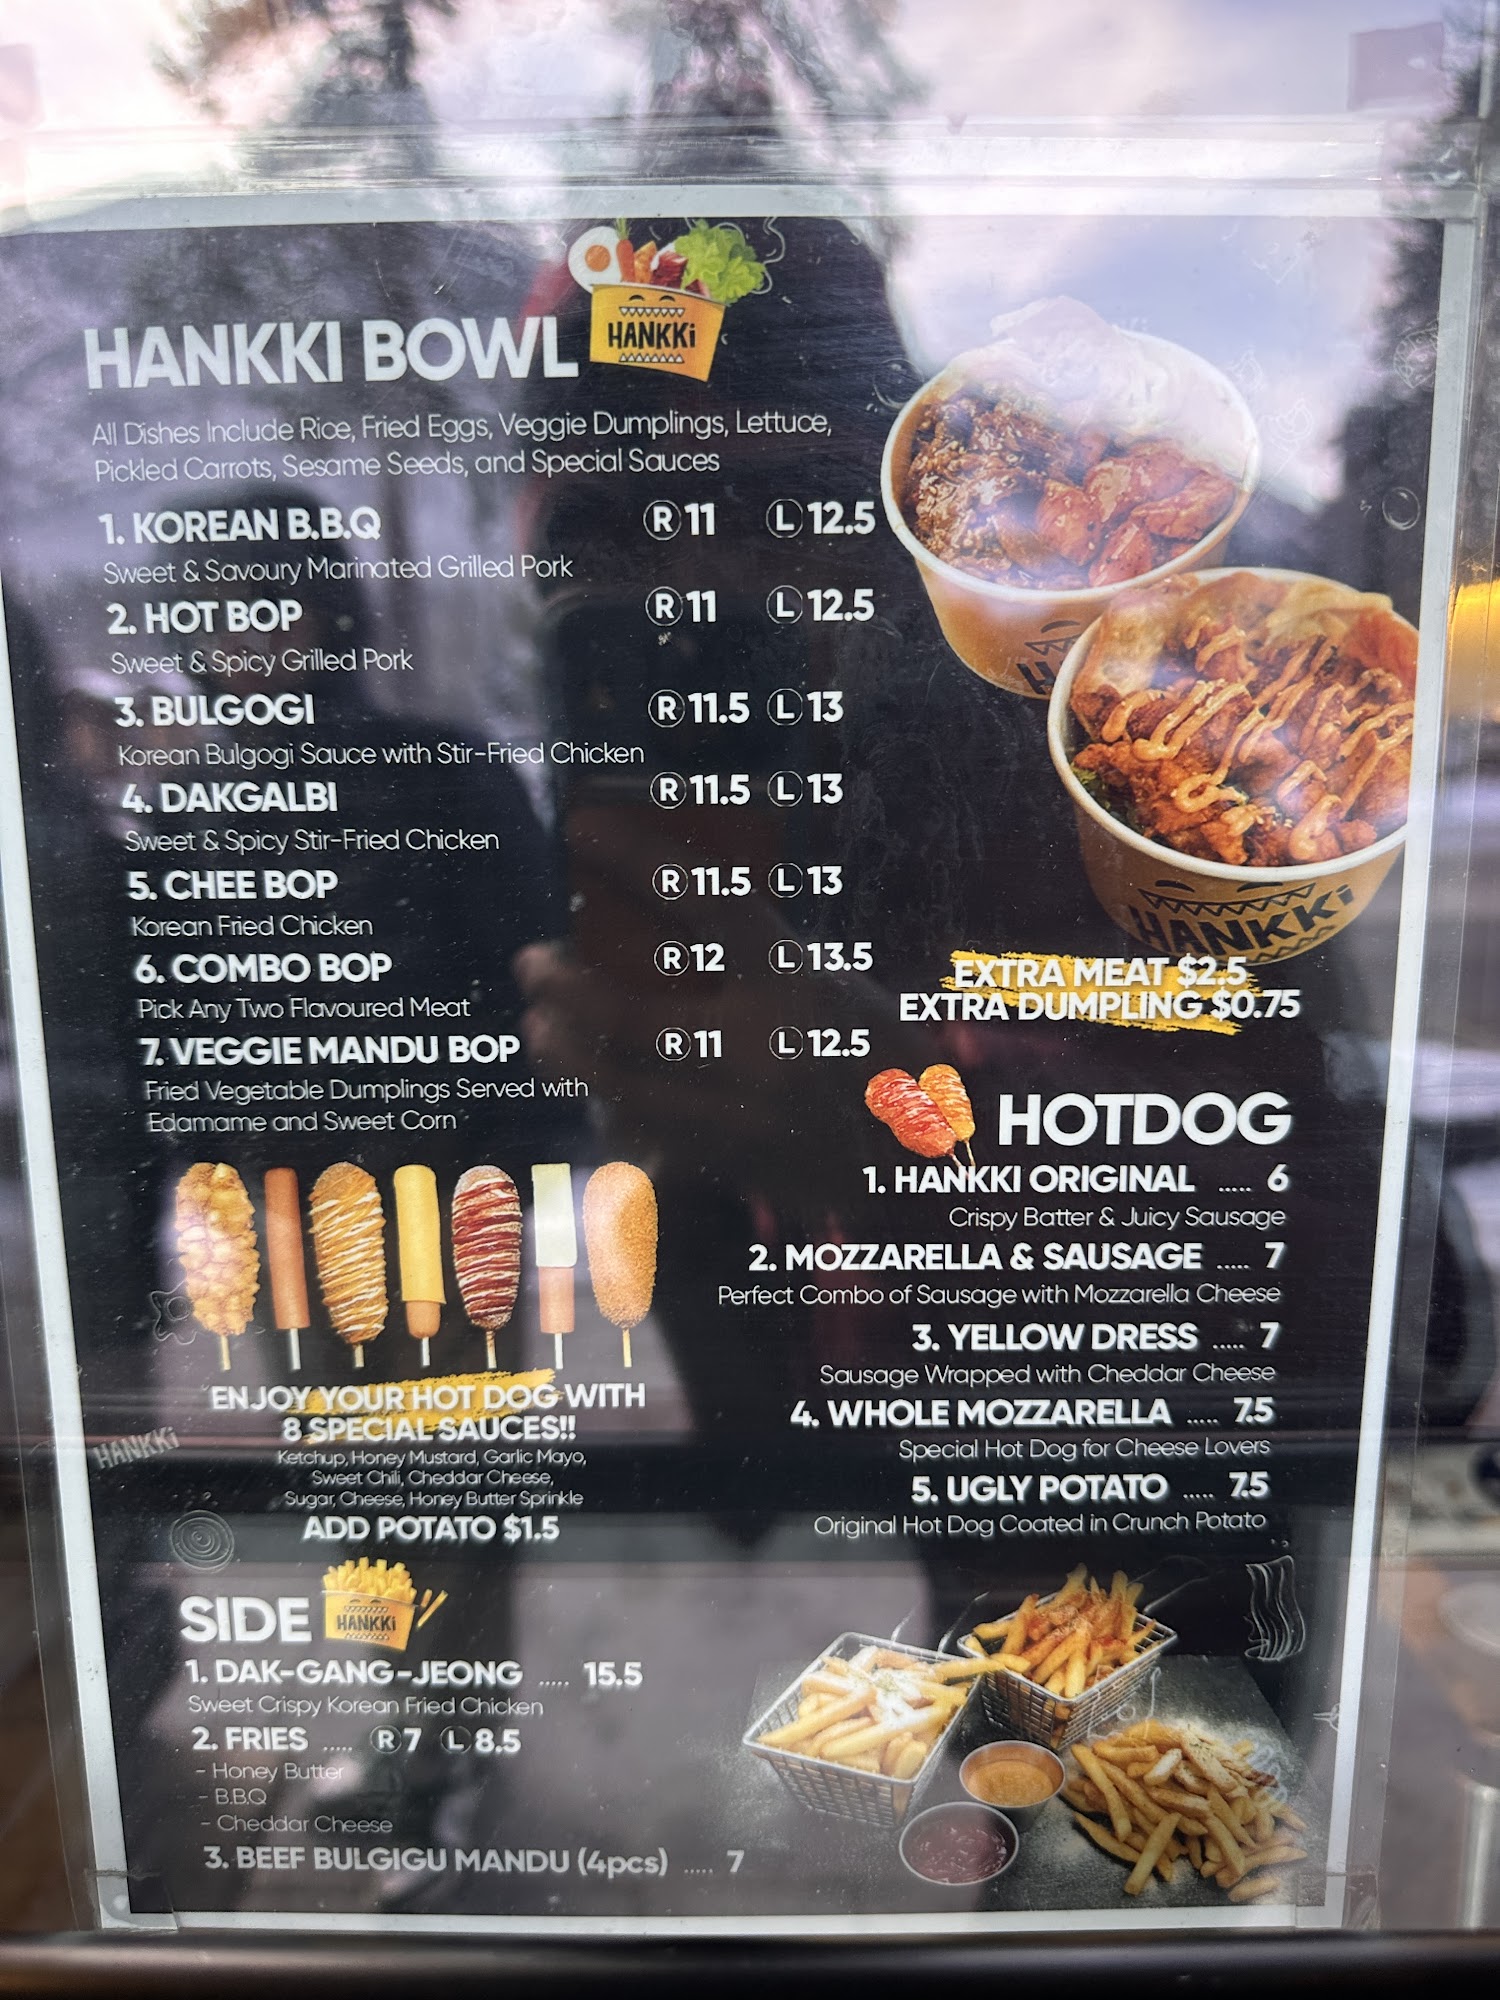 HANKKI BOWL
HANKKi
All Dishes Include Rice, Fried Eggs, Veggie Dumplings, Lettuce,
Pickled Carrots, Sesame Seeds, and Special Sauces
1. KOREAN B.B.Q R 11 L 12.5
Sweet & Savoury Marinated Grilled Pork
2. HOT BOP R 11 L 12.5
Sweet & Spicy Grilled Pork
3. BULGOGI R 11.5 L 13
Korean Bulgogi Sauce with Stir-Fried Chicken
4. DAKGALBI R 11.5 L 13
Sweet & Spicy Stir-Fried Chicken
5. CHEE BOP R 11.5 L 13
Korean Fried Chicken
6. COMBO BOP R 12 L 13.5
Pick Any Two Flavoured Meat
7. VEGGIE MANDU BOP R 11 L 12.5
Fried Vegetable Dumplings Served with
Edamame and Sweet Corn
HANKKi
EXTRA MEAT $2.5
EXTRA DUMPLING $0.75
HOTDOG
1. HANKKI ORIGINAL ..... 6
Crispy Batter & Juicy Sausage
2. MOZZARELLA & SAUSAGE ..... 7
Perfect Combo of Sausage with Mozzarella Cheese
3. YELLOW DRESS ..... 7
Sausage Wrapped with Cheddar Cheese
4. WHOLE MOZZARELLA ..... 7.5
Special Hot Dog for Cheese Lovers
5. UGLY POTATO ..... 7.5
Original Hot Dog Coated in Crunch Potato
ENJOY YOUR HOT DOG WITH
8 SPECIAL SAUCES!!
Ketchup, Honey Mustard, Garlic Mayo,
Sweet Chili, Cheddar Cheese,
Sugar, Cheese, Honey Butter Sprinkle
ADD POTATO $1.5
HANKKi
SIDE
HANKKi
1. DAK-GANG-JEONG ..... 15.5
Sweet Crispy Korean Fried Chicken
2. FRIES ..... R 7 L 8.5
- Honey Butter
- B.B.Q
- Cheddar Cheese
3. BEEF BULGIGU MANDU (4pcs) ..... 7